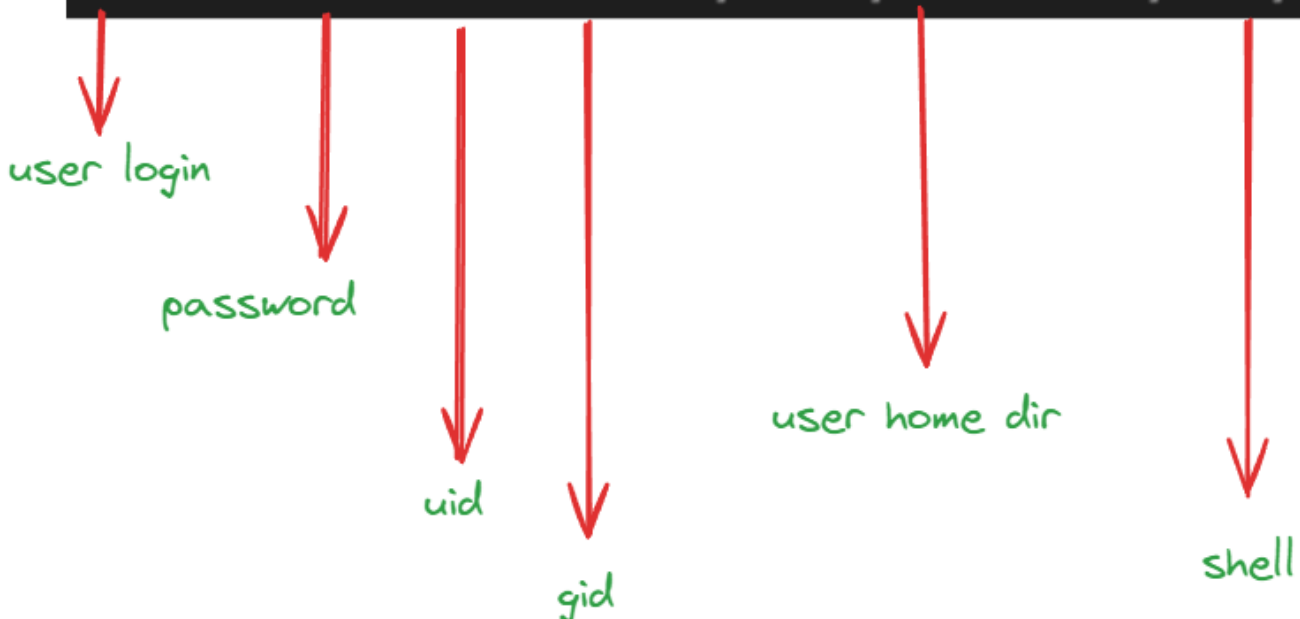 user login
password
user home dir
uid
shell
gid